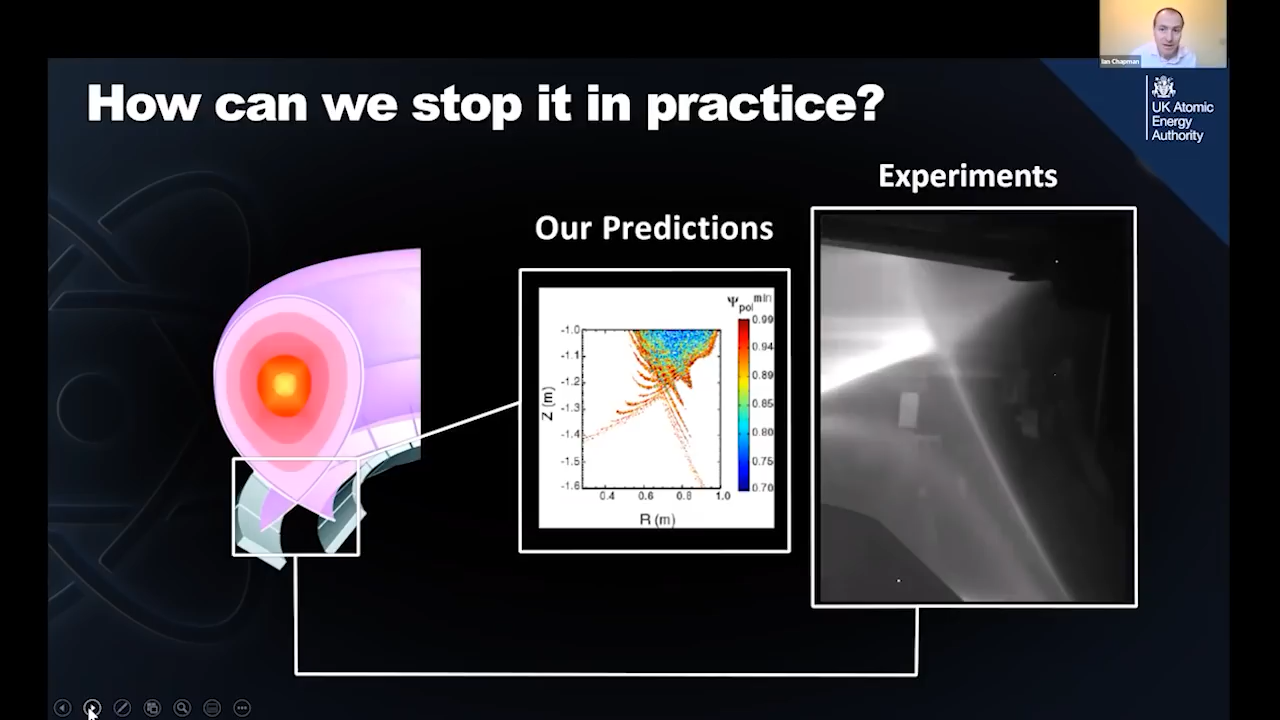 Ian Chapman
How can we stop it in practice?
UK Atomic
Energy
Authority
Experiments
Our Predictions
Ψpol min
-1.0
-1.1
-1.2
-1.3
-1.4
-1.5
-1.6
Z (m)
0.4 0.6 0.8 1.0
R (m)
0.99
0.94
0.89
0.85
0.80
0.75
0.70